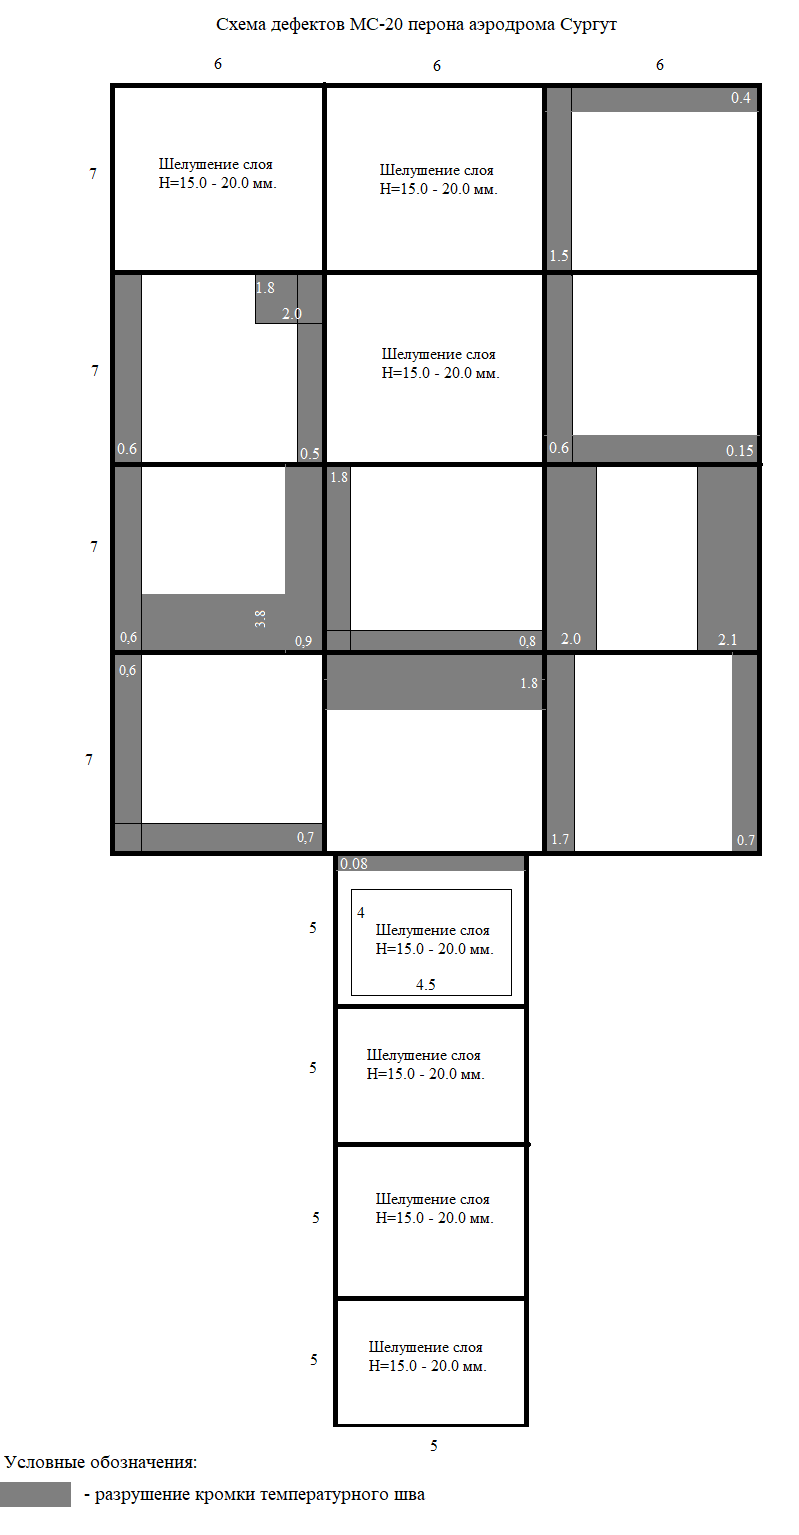 Схема дефектов МС-20 перона аэродрома Сургут
6
6
6
7
Шелушение слоя
Н=15.0 - 20.0 мм.
Шелушение слоя
Н=15.0 - 20.0 мм.
0.4
1.5
7
1.8
2.0
0.6
0.5
Шелушение слоя
Н=15.0 - 20.0 мм.
0.6
0.15
7
0,6
3.8
0,9
1.8
0,8
2.0
2.1
7
0,6
0,7
1.8
1.7
0.7
0.08
5
4
Шелушение слоя
Н=15.0 - 20.0 мм.
4.5
5
Шелушение слоя
Н=15.0 - 20.0 мм.
5
Шелушение слоя
Н=15.0 - 20.0 мм.
5
Шелушение слоя
Н=15.0 - 20.0 мм.
5
Условные обозначения:
- разрушение кромки температурного шва